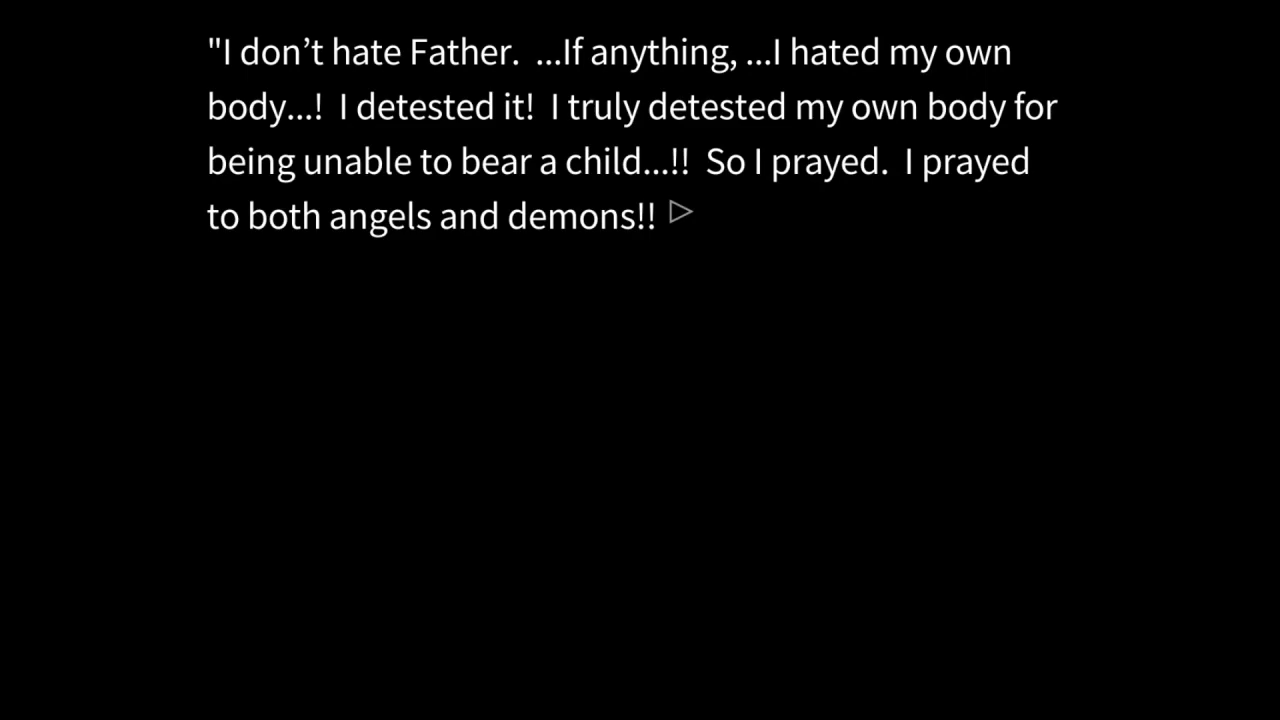 "I don’t hate Father.  ...If anything, ...I hated my own
body...!  I detested it!  I truly detested my own body for
being unable to bear a child...!!  So I prayed.  I prayed
to both angels and demons!!